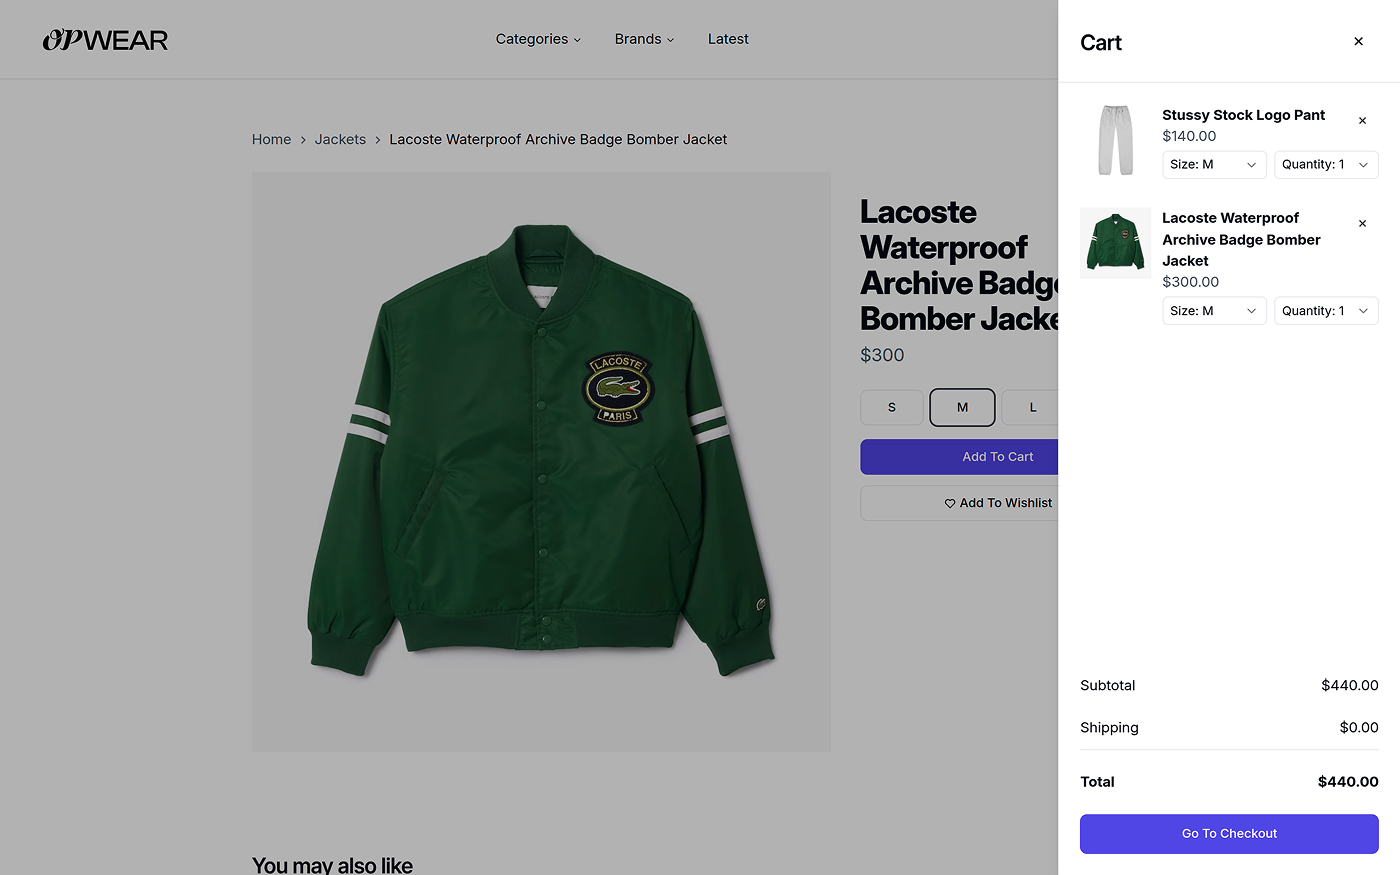 OPWEAR
Categories
Brands
Latest
Home > Jackets > Lacoste Waterproof Archive Badge Bomber Jacket
LACOSTE
PARIS
Lacoste
Waterproof
Archive Badge
Bomber Jacke
$300
S
M
L
Add To Cart
Add To Wishlist
You may also like
Cart
Stussy Stock Logo Pant
$140.00
Size: M
Quantity: 1
Lacoste Waterproof
Archive Badge Bomber
Jacket
$300.00
Size: M
Quantity: 1
Subtotal $440.00
Shipping $0.00
Total $440.00
Go To Checkout